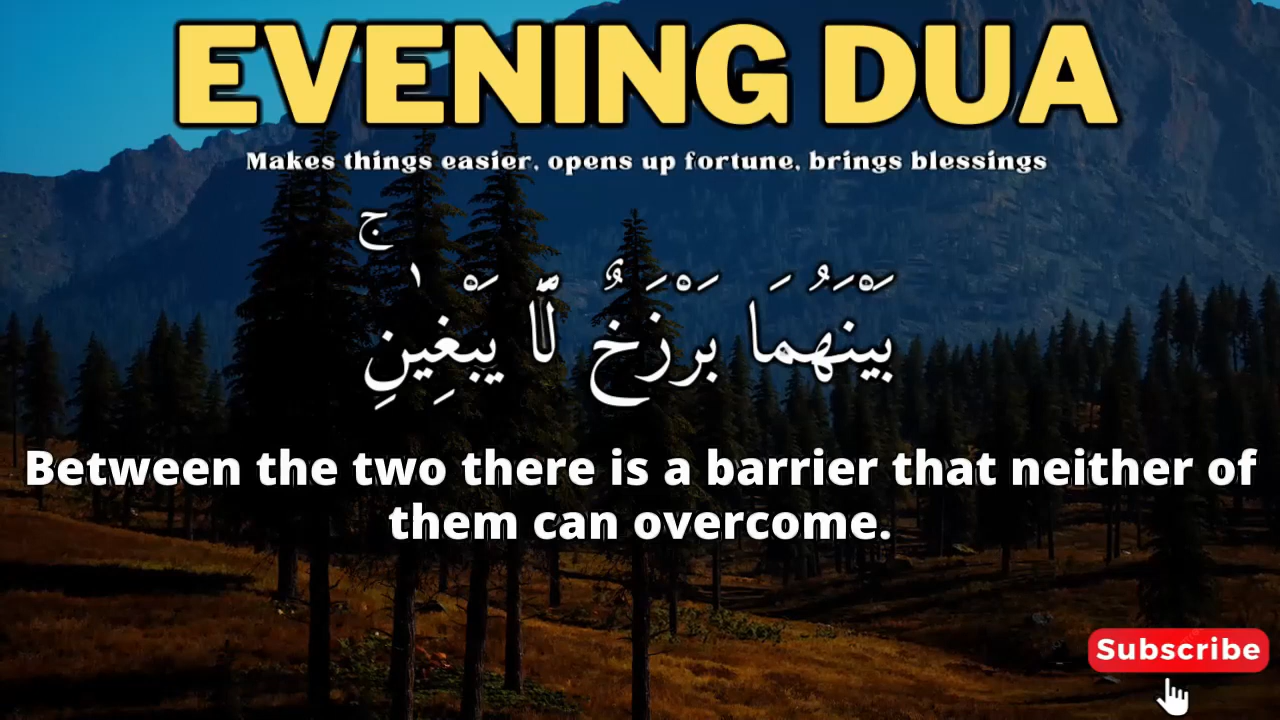 EVENING DUA
Makes things easier, opens up fortune, brings blessings
بَيْنَهُمَا بَرْزَخٌ لَّا يَبْغِيٰنِۚ
Between the two there is a barrier that neither of
them can overcome.
Subscribe